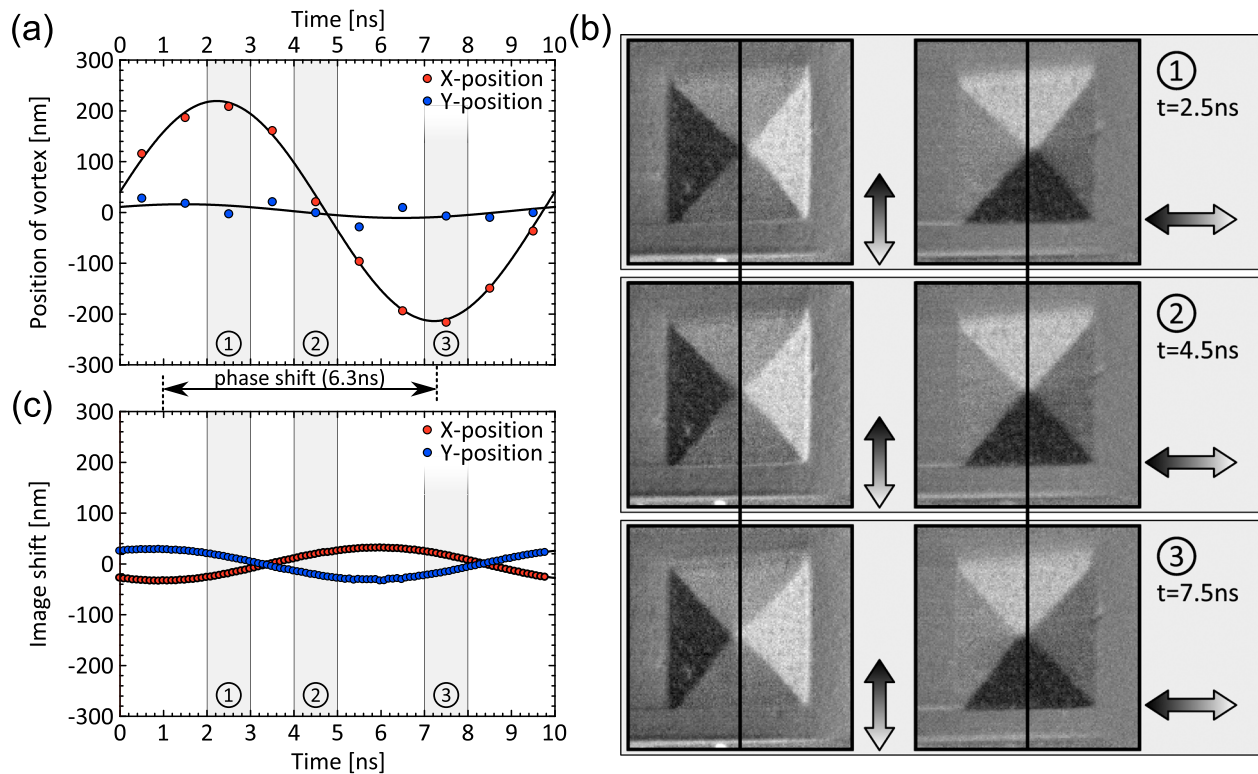 (a)
Time [ns]
0 1 2 3 4 5 6 7 8 9 10
300
200
100
0
-100
-200
-300
Position of vortex [nm]
X-position
Y-position
1 2 3
phase shift (6.3ns)
(c)
300
200
100
0
-100
-200
-300
Image shift [nm]
X-position
Y-position
1 2 3
0 1 2 3 4 5 6 7 8 9 10
Time [ns]
(b)
1
t=2.5ns
2
t=4.5ns
3
t=7.5ns